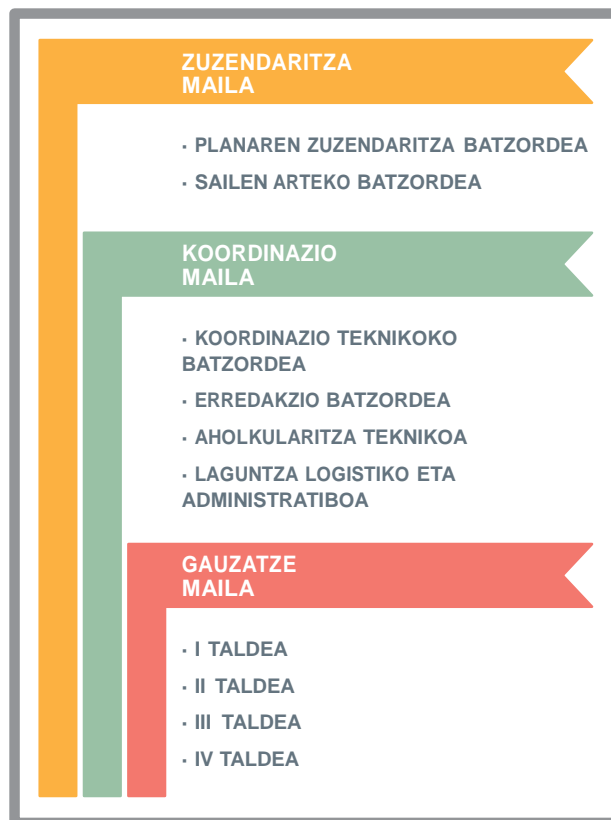 ZUZENDARITZA
MAILA
· PLANAREN ZUZENDARITZA BATZORDEA
· SAILEN ARTEKO BATZORDEA
KOORDINAZIO
MAILA
· KOORDINAZIO TEKNIKOKO
BATZORDEA
· ERREDAKZIO BATZORDEA
· AHOLKULARITZA TEKNIKOA
· LAGUNTZA LOGISTIKO ETA
ADMINISTRATIBOA
GAUZATZE
MAILA
· I TALDEA
· II TALDEA
· III TALDEA
· IV TALDEA